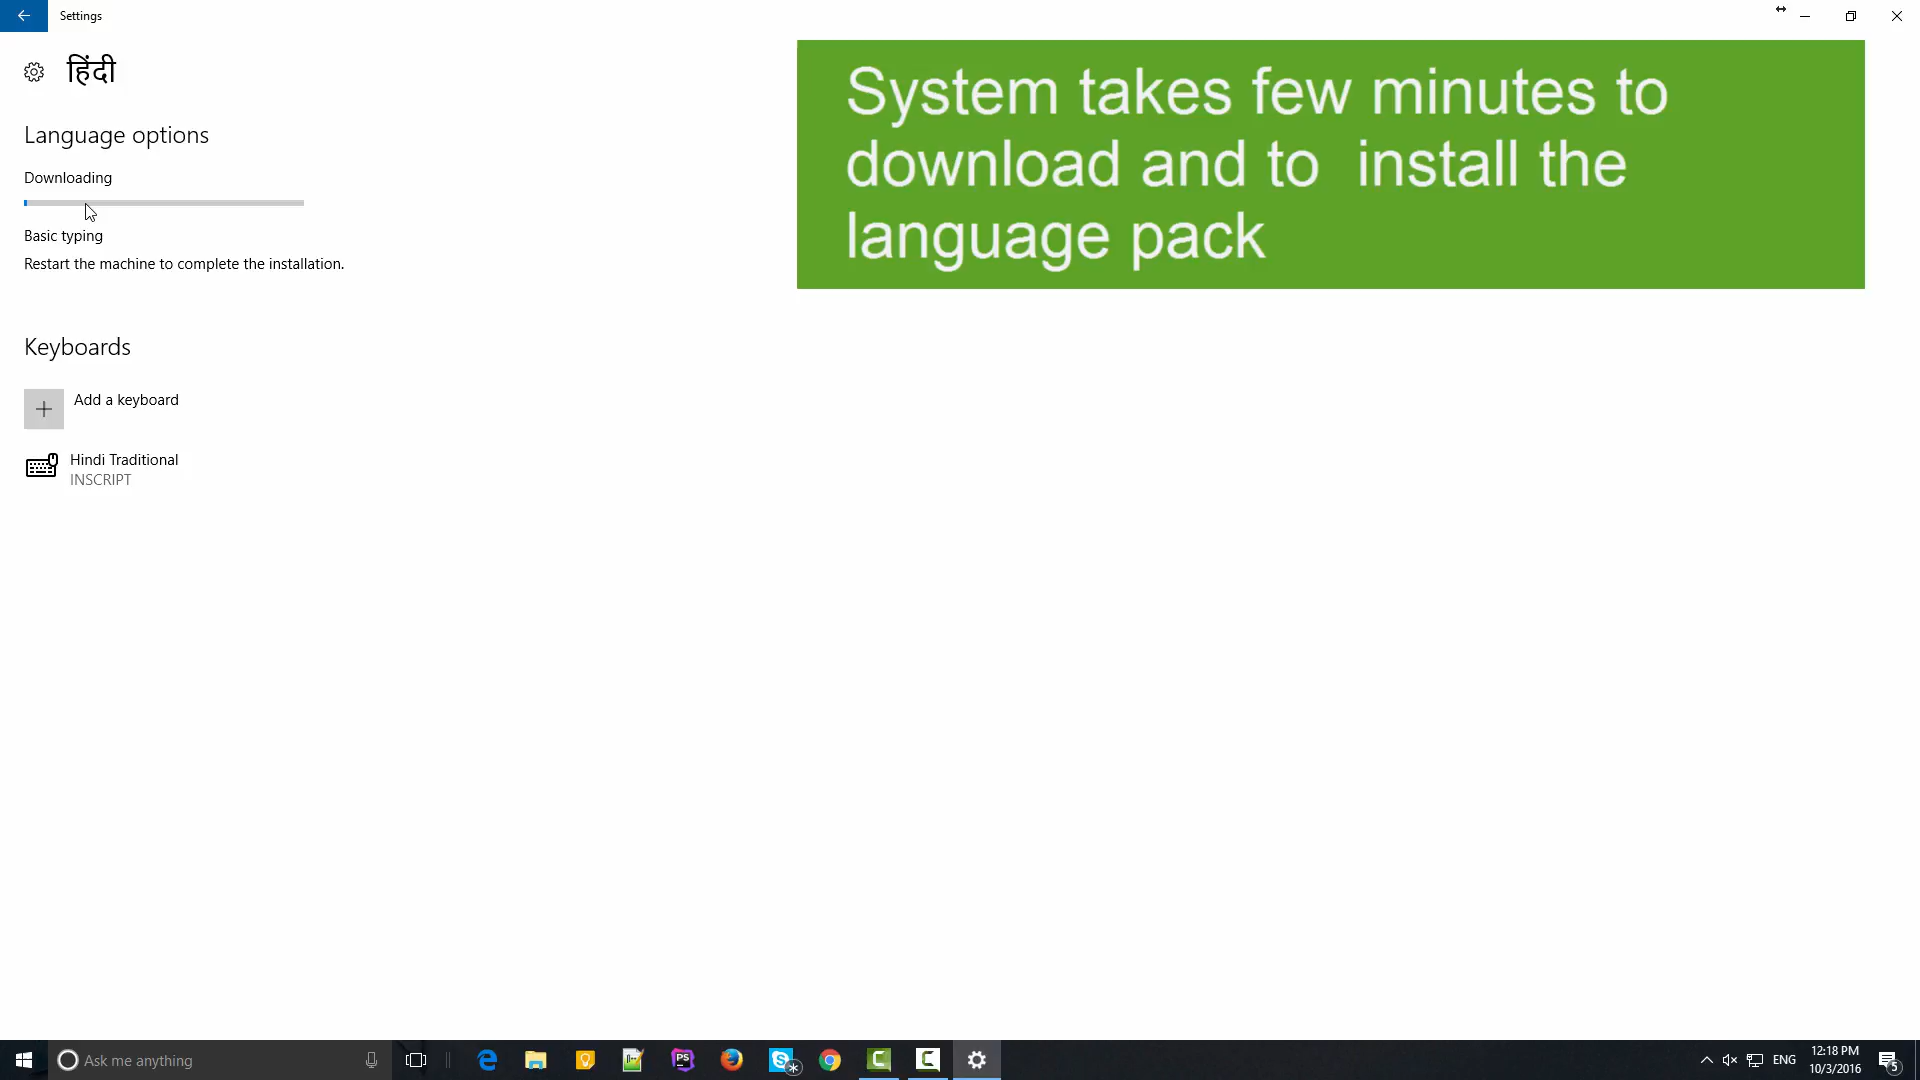 Settings
हिंदी
Language options
Downloading
Basic typing
Restart the machine to complete the installation.
Keyboards
Add a keyboard
Hindi Traditional
INSCRIPT
System takes few minutes to
download and to  install the
language pack
Ask me anything
PS
ENG
12:18 PM
10/3/2016
5